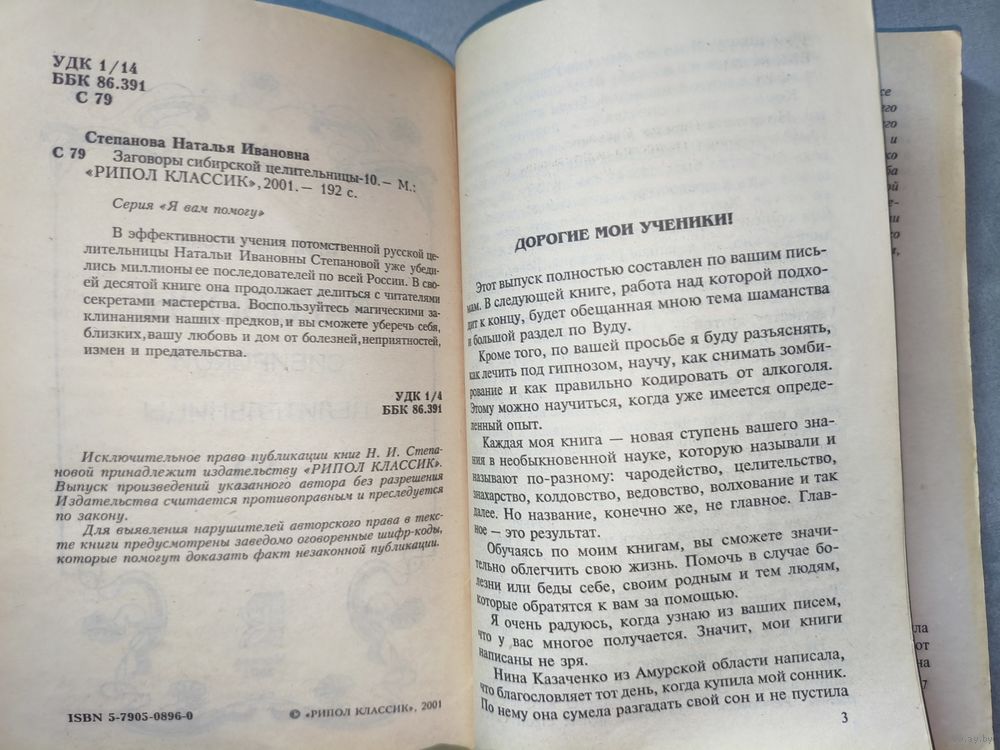 УДК 1/14
ББК 86.391
С 79
Степанова Наталья Ивановна
С 79 Заговоры сибирской целительницы-10.— М.:
«РИПОЛ КЛАССИК», 2001.— 192 с.
Серия «Я вам помогу»
В эффективности учения потомственной русской це-
лительницы Натальи Ивановны Степановой уже убеди-
лись миллионы ее последователей по всей России. В сво-
ей десятой книге она продолжает делиться с читателями
секретами мастерства. Воспользуйтесь магическими за-
клинаниями наших предков, и вы сможете уберечь себя,
близких, вашу любовь и дом от болезней, неприятностей,
измен и предательства.
УДК 1/4
ББК 86.391
Исключительное право публикации книг Н. И. Степа-
новой принадлежит издательству «РИПОЛ КЛАССИК».
Выпуск произведений указанного автора без разрешения
Издательства считается противоправным и преследуется
по закону.
Для выявления нарушителей авторского права в текс-
те книги предусмотрены заведомо оговоренные шифр-коды,
которые помогут доказать факт незаконной публикации.
ISBN 5-7905-0896-0
© «РИПОЛ КЛАССИК», 2001
ДОРОГИЕ МОИ УЧЕНИКИ!
Этот выпуск полностью составлен по вашим пись-
мам. В следующей книге, работа над которой подхо-
дит к концу, будет обещанная мною тема шаманства
и большой раздел по Вуду.
Кроме того, по вашей просьбе я буду разъяснять,
как лечить под гипнозом, научу, как снимать зомби-
рование и как правильно кодировать от алкоголя.
Этому можно научиться, когда уже имеется опреде-
ленный опыт.
Каждая моя книга — новая ступень вашего зна-
ния в необыкновенной науке, которую называли и
называют по-разному: чародейство, целительство,
знахарство, колдовство, ведовство, волхование и так
далее. Но название, конечно же, не главное. Глав-
ное — это результат.
Обучаясь по моим книгам, вы сможете значи-
тельно облегчить свою жизнь. Помочь в случае бо-
лезни или беды себе, своим родным и тем людям,
которые обратятся к вам за помощью.
Я очень радуюсь, когда узнаю из ваших писем,
что у вас многое получается. Значит, мои книги
написаны не зря.
Нина Казаченко из Амурской области написала,
что благословляет тот день, когда купила мой сонник.
По нему она сумела разгадать свой сон и не пустила
3